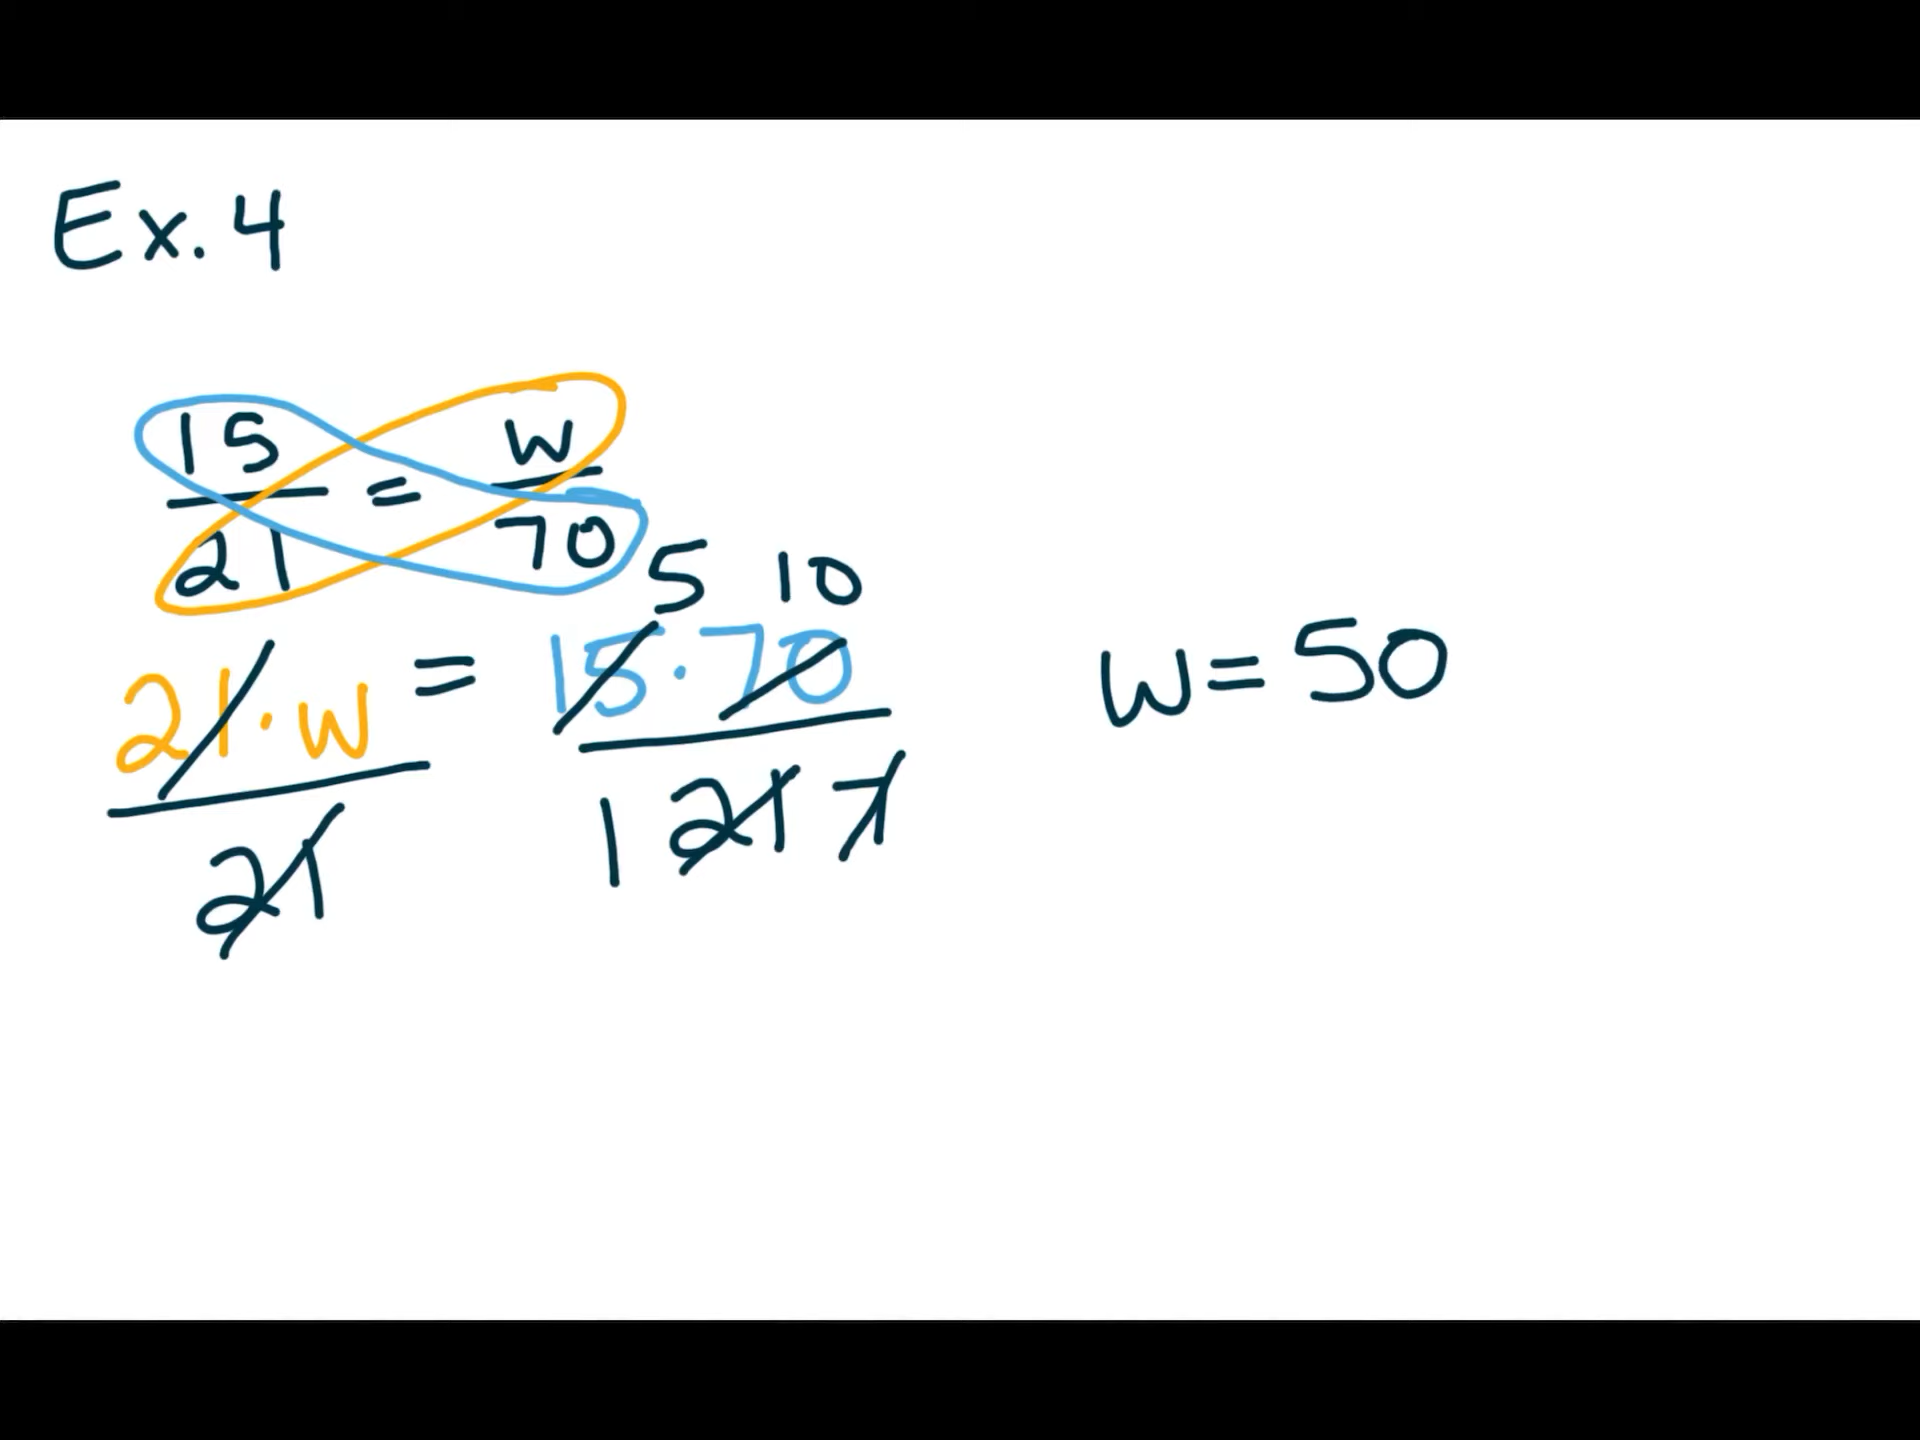 Ex. 4
15 = w
21 70
5 10
21 · w = 15 · 70
21 1 21 7
w = 50